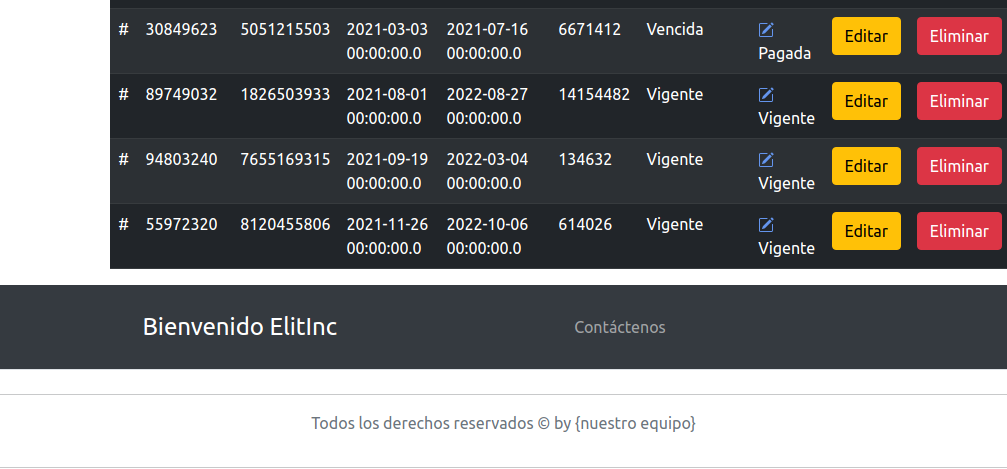 # 30849623 5051215503 2021-03-03 2021-07-16 6671412 Vencida Editar Eliminar
00:00:00.0 00:00:00.0 Pagada
# 89749032 1826503933 2021-08-01 2022-08-27 14154482 Vigente Editar Eliminar
00:00:00.0 00:00:00.0 Vigente
# 94803240 7655169315 2021-09-19 2022-03-04 134632 Vigente Editar Eliminar
00:00:00.0 00:00:00.0 Vigente
# 55972320 8120455806 2021-11-26 2022-10-06 614026 Vigente Editar Eliminar
00:00:00.0 00:00:00.0 Vigente
Bienvenido ElitInc Contáctenos
Todos los derechos reservados © by {nuestro equipo}